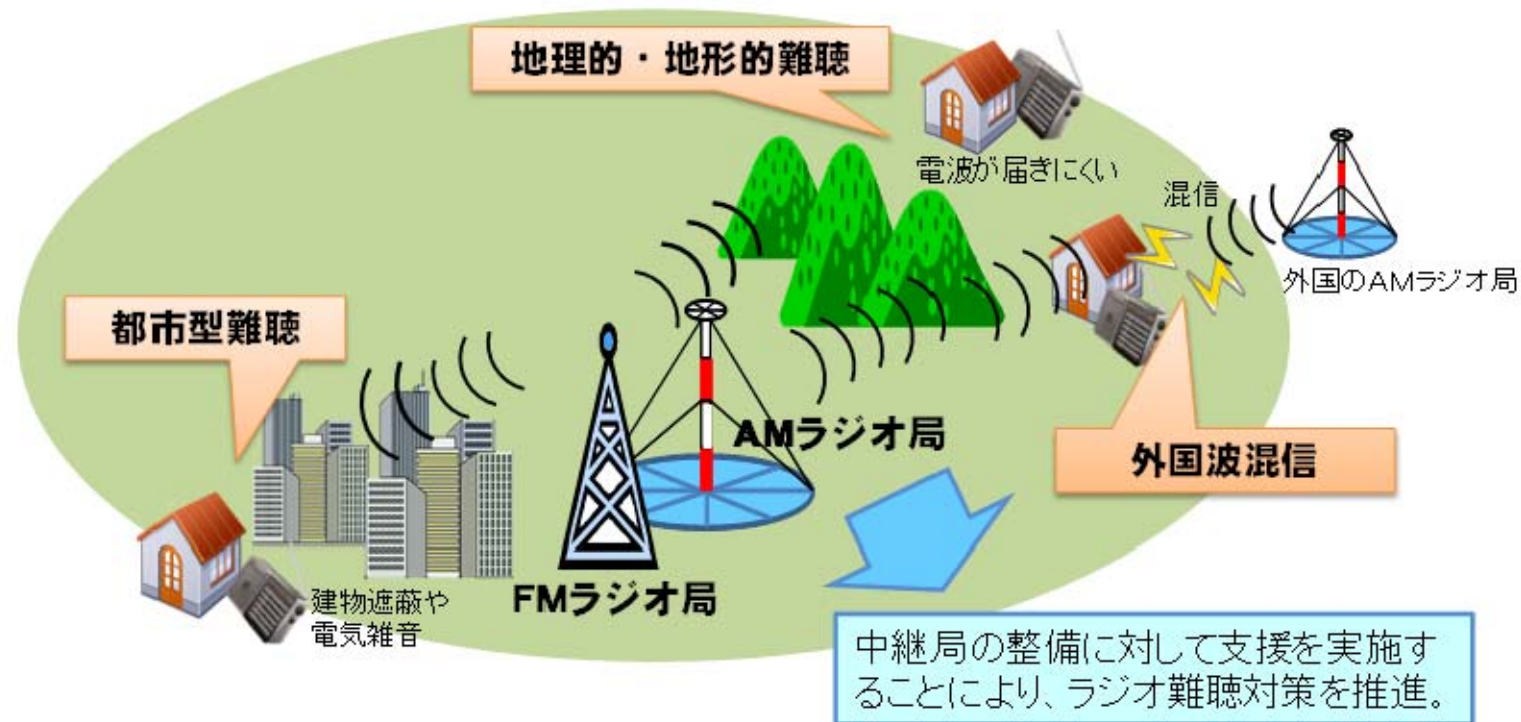 地理的・地形的難聴
電波が届きにくい
混信
外国のAMラジオ局
都市型難聴
AMラジオ局
外国波混信
FMラジオ局
建物遮蔽や
電気雑音
中継局の整備に対して支援を実施す
ることにより、ラジオ難聴対策を推進。